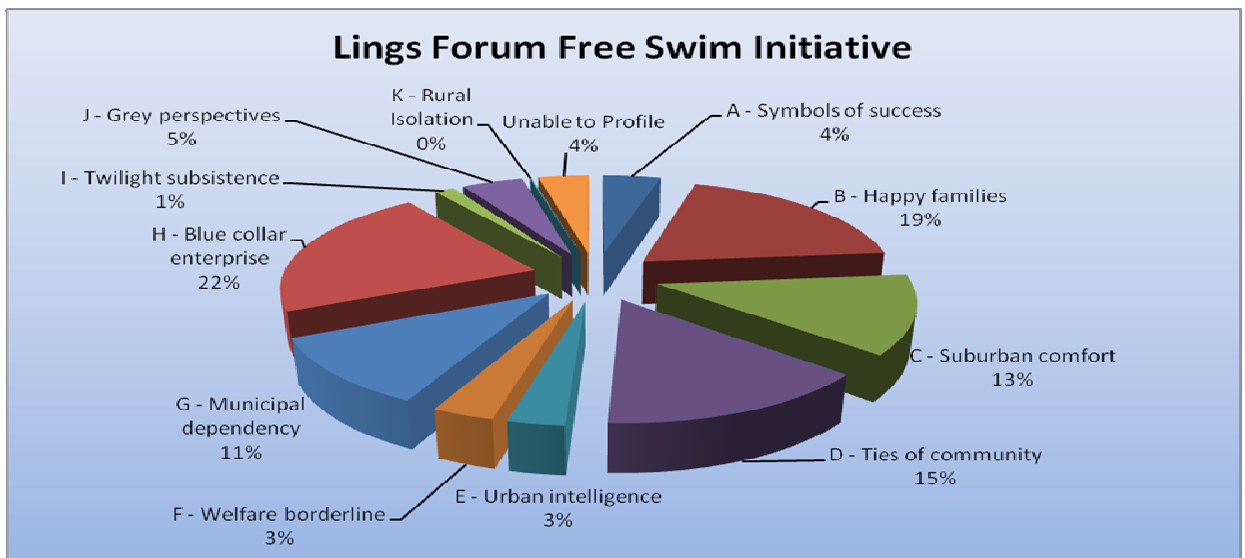 Lings Forum Free Swim Initiative
A - Symbols of success
4%
B - Happy families
19%
C - Suburban comfort
13%
D - Ties of community
15%
E - Urban intelligence
3%
F - Welfare borderline
3%
G - Municipal
dependency
11%
H - Blue collar
enterprise
22%
I - Twilight subsistence
1%
J - Grey perspectives
5%
K - Rural
Isolation
0%
Unable to Profile
4%